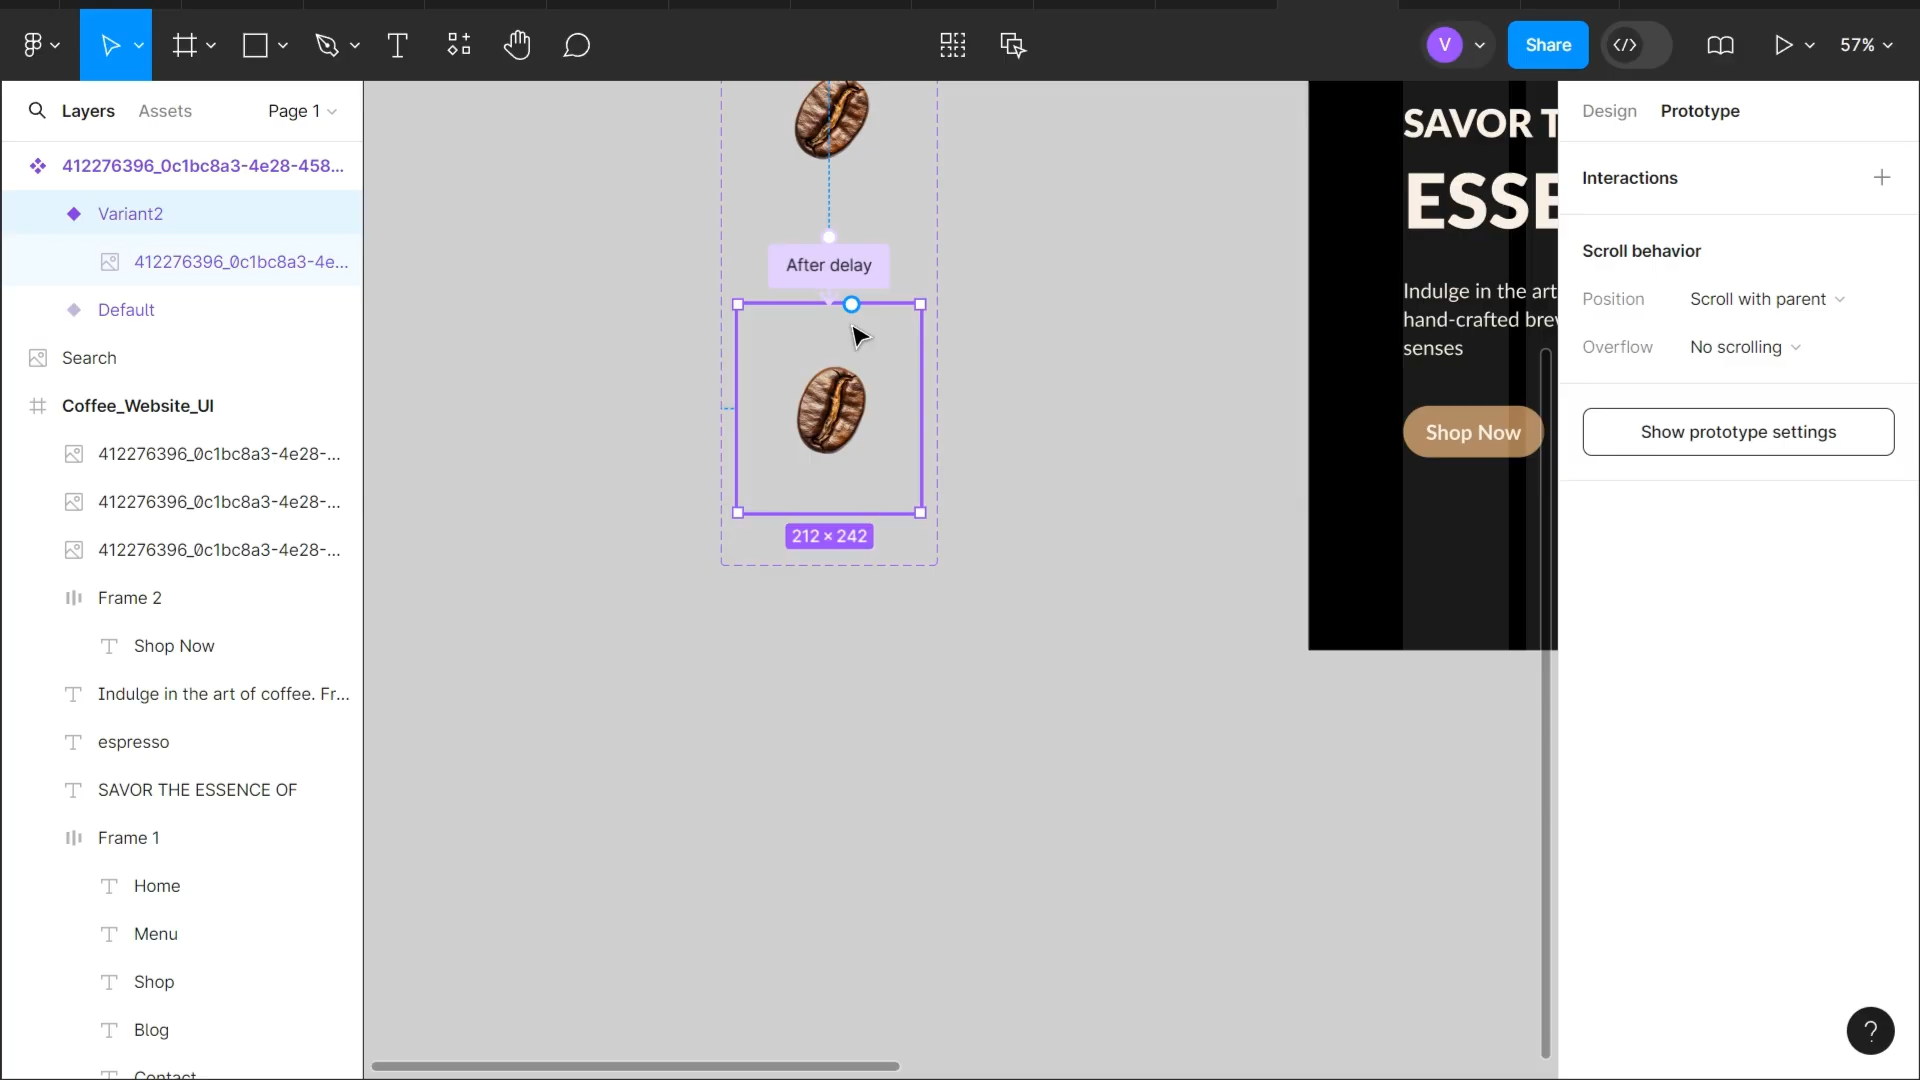 V
Share
57%
Layers
Assets
Page 1
412276396_0c1bc8a3-4e28-458...
Variant2
412276396_0c1bc8a3-4e...
Default
Search
Coffee_Website_UI
412276396_0c1bc8a3-4e28-...
412276396_0c1bc8a3-4e28-...
412276396_0c1bc8a3-4e28-...
Frame 2
Shop Now
Indulge in the art of coffee. Fr...
espresso
SAVOR THE ESSENCE OF
Frame 1
Home
Menu
Shop
Blog
Contact
After delay
212 × 242
SAVOR T
ESSE
Indulge in the art
hand-crafted brew
senses
Shop Now
Design
Prototype
Interactions
Scroll behavior
Position
Scroll with parent
Overflow
No scrolling
Show prototype settings
?